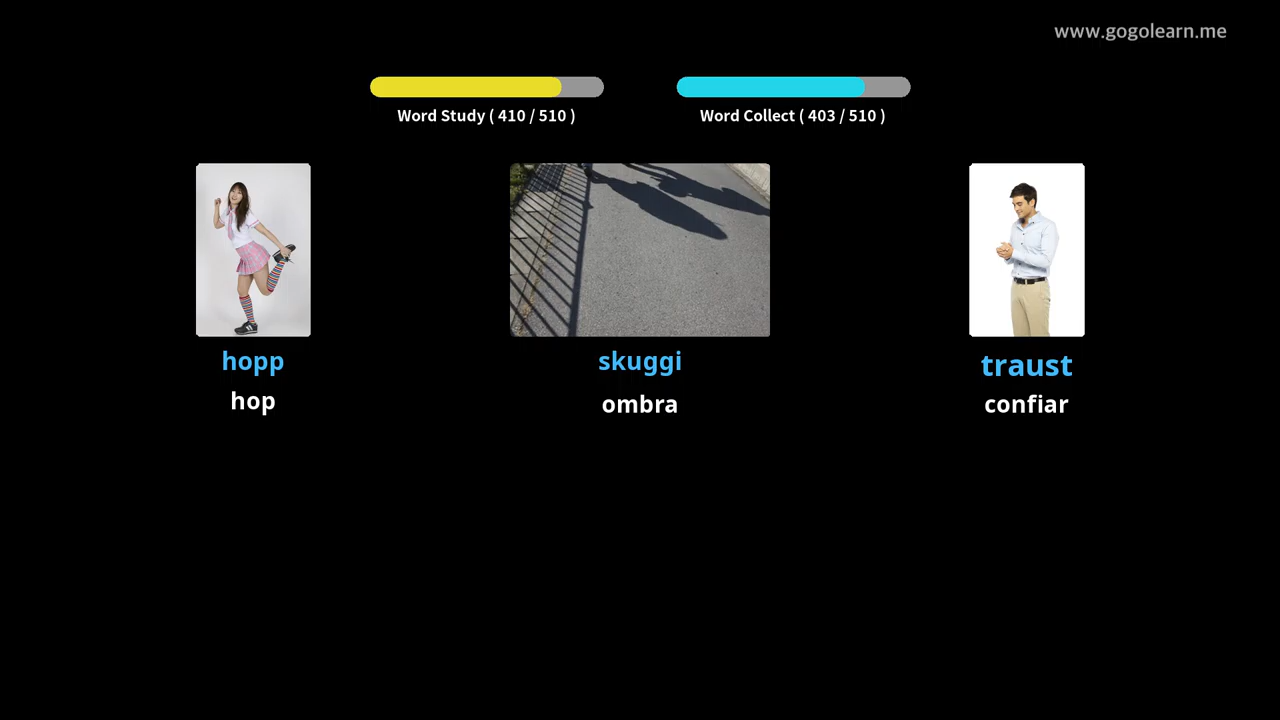 www.gogolearn.me
Word Study ( 410 / 510 )
Word Collect ( 403 / 510 )
hopp
hop
skuggi
ombra
traust
confiar